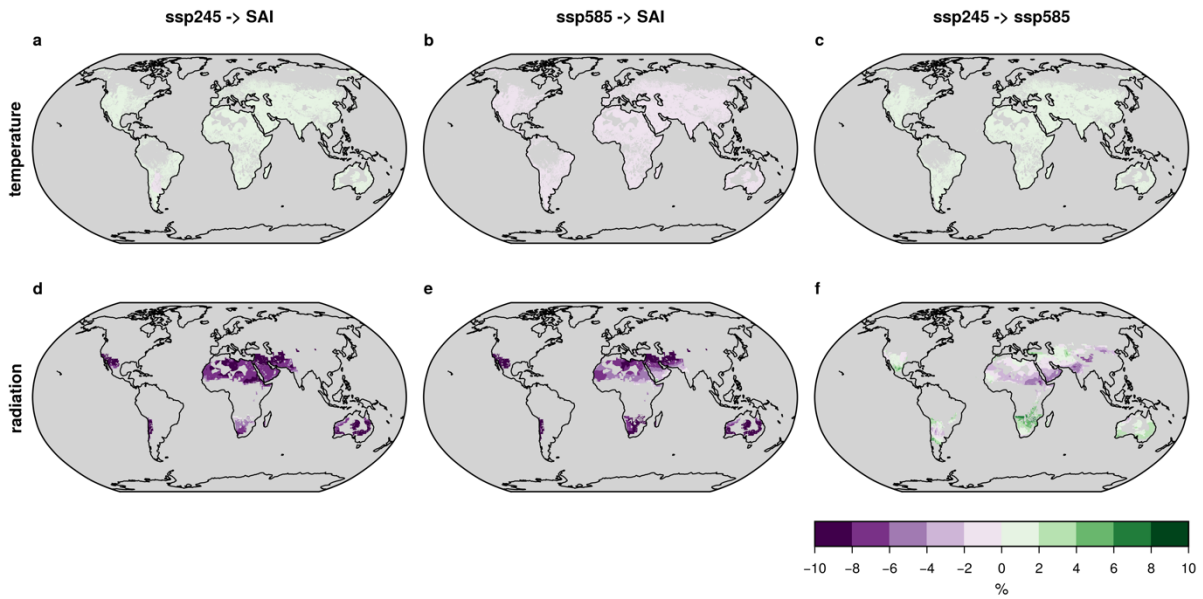 ssp245 -> SAI
ssp585 -> SAI
ssp245 -> ssp585
a
b
c
temperature
d
e
f
radiation
−10 −8 −6 −4 −2 0 2 4 6 8 10
%